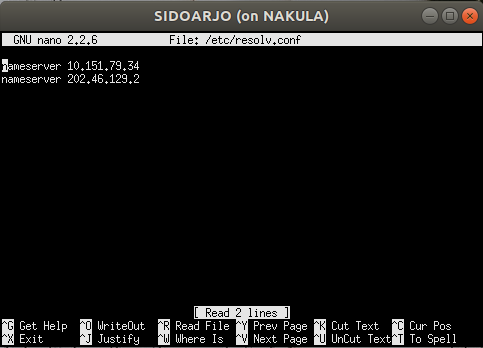 SIDOARJO (on NAKULA)
GNU nano 2.2.6 File: /etc/resolv.conf
nameserver 10.151.79.34
nameserver 202.46.129.2
[ Read 2 lines ]
^G Get Help ^O WriteOut ^R Read File ^Y Prev Page ^K Cut Text ^C Cur Pos
^X Exit ^J Justify ^W Where Is ^V Next Page ^U UnCut Text ^T To Spell